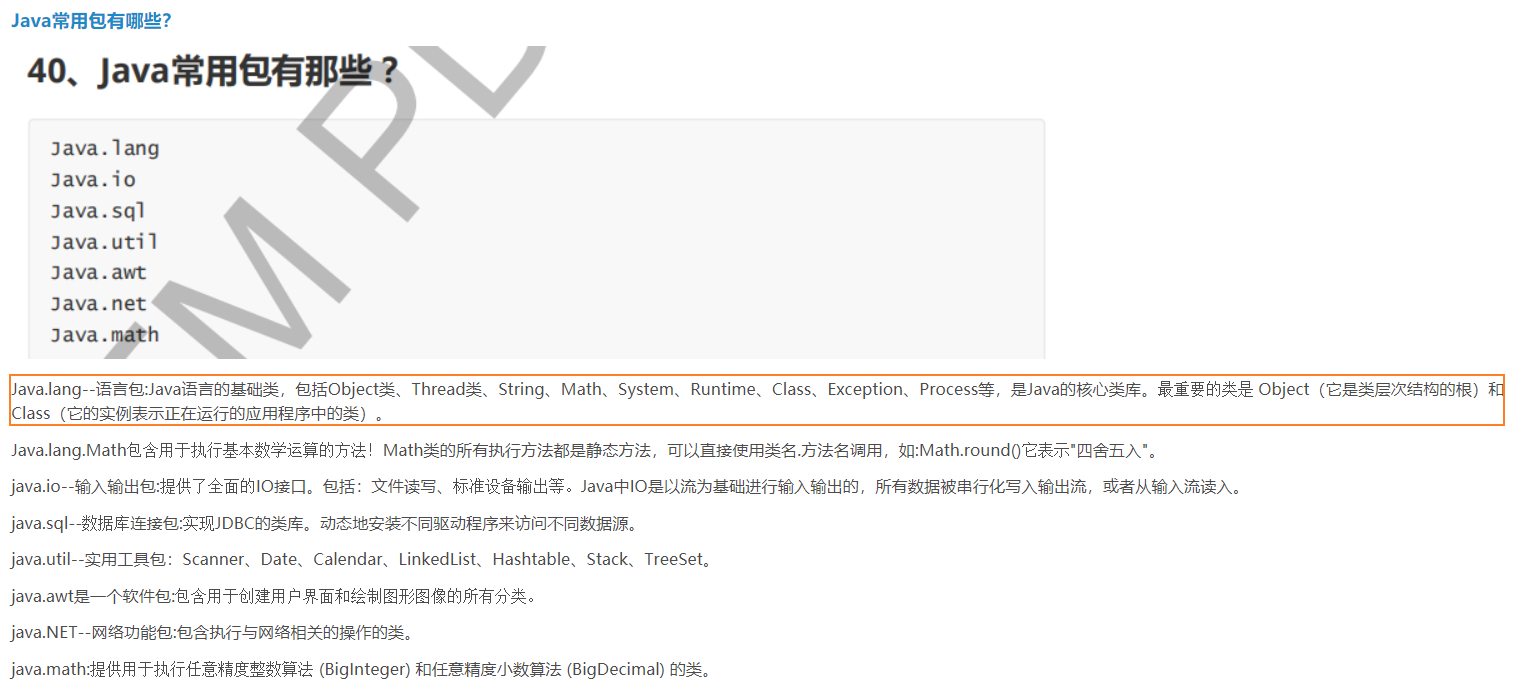 Java常用包有哪些?
40、Java常用包有那些？
Java.lang
Java.io
Java.sql
Java.util
Java.awt
Java.net
Java.math
Java.lang--语言包:Java语言的基础类，包括Object类、Thread类、String、Math、System、Runtime、Class、Exception、Process等，是Java的核心类库。最重要的类是 Object（它是类层次结构的根）和
Class（它的实例表示正在运行的应用程序中的类）。
Java.lang.Math包含用于执行基本数学运算的方法！Math类的所有执行方法都是静态方法，可以直接使用类名.方法名调用，如:Math.round()它表示"四舍五入"。
java.io--输入输出包:提供了全面的IO接口。包括：文件读写、标准设备输出等。Java中IO是以流为基础进行输入输出的，所有数据被串行化写入输出流，或者从输入流读入。
java.sql--数据库连接包:实现JDBC的类库。动态地安装不同驱动程序来访问不同数据源。
java.util--实用工具包：Scanner、Date、Calendar、LinkedList、Hashtable、Stack、TreeSet。
java.awt是一个软件包:包含用于创建用户界面和绘制图形图像的所有分类。
java.NET--网络功能包:包含执行与网络相关的操作的类。
java.math:提供用于执行任意精度整数算法 (BigInteger) 和任意精度小数算法 (BigDecimal) 的类。